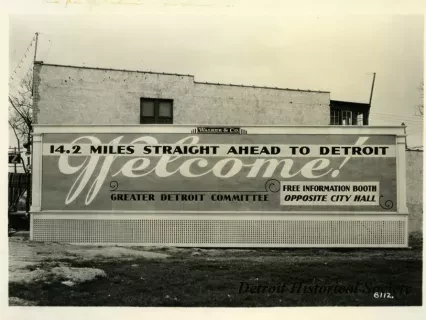 WALKER & CO.
14.2 MILES STRAIGHT AHEAD TO DETROIT
Welcome!
GREATER DETROIT COMMITTEE
FREE INFORMATION BOOTH
OPPOSITE CITY HALL
Detroit Historical Society